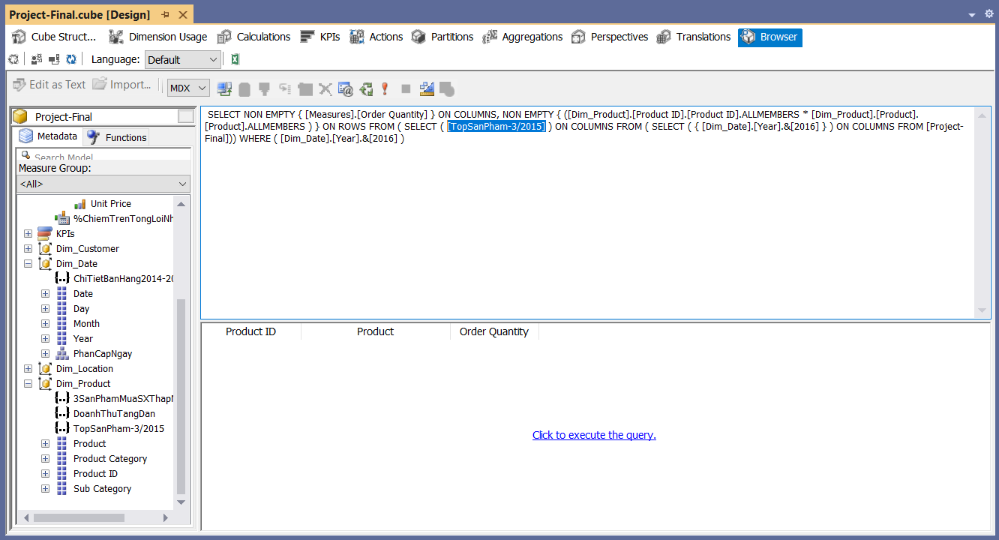 Project-Final.cube [Design]
Cube Struct... Dimension Usage Calculations KPIs Actions Partitions Aggregations Perspectives Translations Browser
Language: Default
Edit as Text Import... MDX
Project-Final
Metadata Functions
Search Model
Measure Group:
<All>
Unit Price
%ChiemTrenTongLoiNh
KPIs
Dim_Customer
Dim_Date
ChiTietBanHang2014-20
Date
Day
Month
Year
PhanCapNgay
Dim_Location
Dim_Product
3SanPhamMuaSXThapN
DoanhThuTangDan
TopSanPham-3/2015
Product
Product Category
Product ID
Sub Category
SELECT NON EMPTY { [Measures].[Order Quantity] } ON COLUMNS, NON EMPTY { ([Dim_Product].[Product ID].[Product ID].ALLMEMBERS * [Dim_Product].[Product].
[Product].ALLMEMBERS ) } ON ROWS FROM ( SELECT ( [TopSanPham-3/2015] ) ON COLUMNS FROM ( SELECT ( { [Dim_Date].[Year].&[2016] } ) ON COLUMNS FROM [Project-
Final])) WHERE ( [Dim_Date].[Year].&[2016] )
Product ID Product Order Quantity
Click to execute the query.